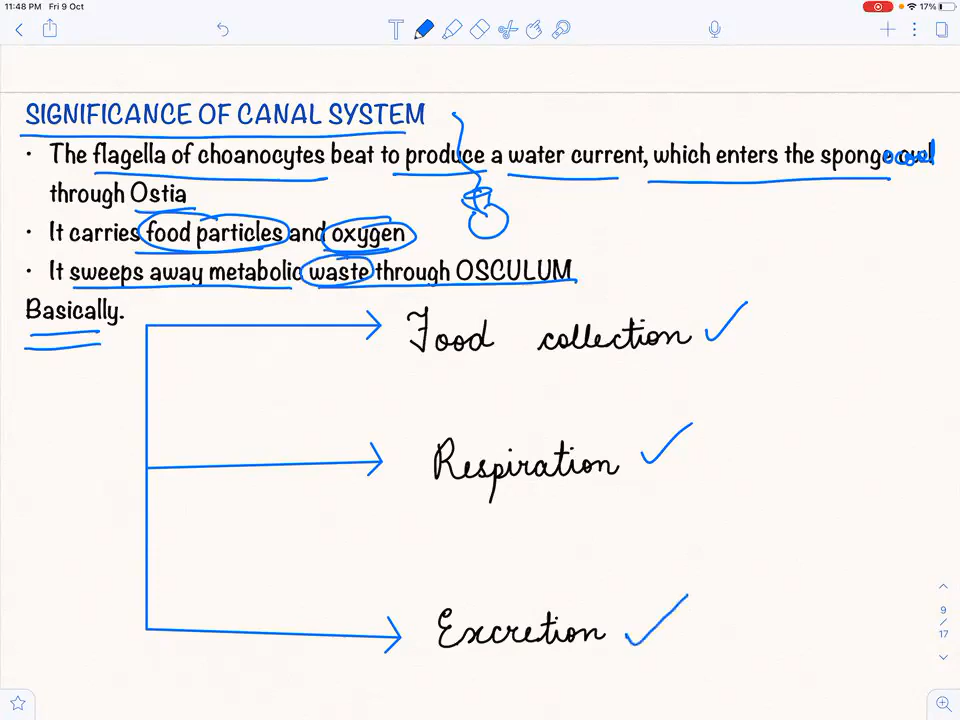 11:48 PM Fri 9 Oct
17%
SIGNIFICANCE OF CANAL SYSTEM
· The flagella of choanocytes beat to produce a water current, which enters the sponge
through Ostia
· It carries food particles and oxygen
· It sweeps away metabolic waste through OSCULUM
Basically.
Food collection
Respiration
Excretion
9
/
17